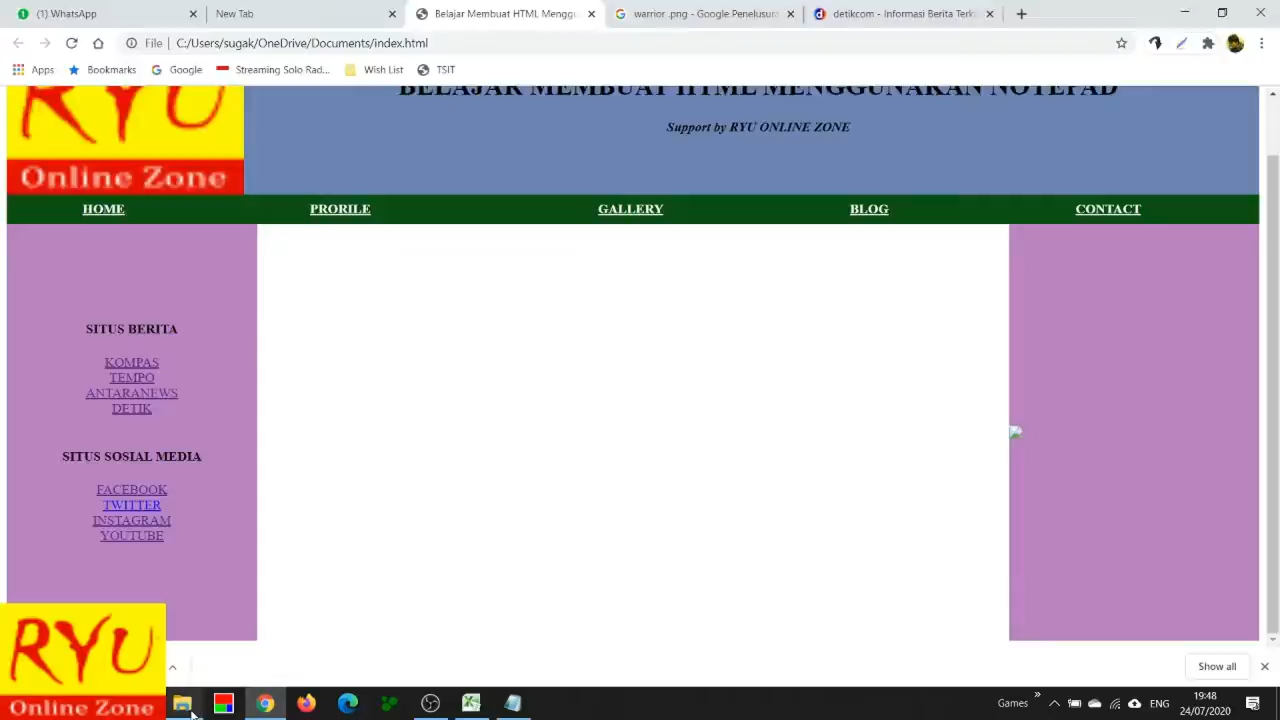 (1) WhatsApp
New Tab
Belajar Membuat HTML Menggu
warrior .png - Google Penelusura
detikcom - Informasi Berita Terki
File
C:/Users/sugak/OneDrive/Documents/index.html
Apps
Bookmarks
Google
Streaming Solo Rad...
Wish List
TSIT
RYU
Online Zone
BELAJAR MEMBUAT HTML MENGGUNAKAN NOTEPAD
Support by RYU ONLINE ZONE
HOME
PRORILE
GALLERY
BLOG
CONTACT
SITUS BERITA
KOMPAS
TEMPO
ANTARANEWS
DETIK
SITUS SOSIAL MEDIA
FACEBOOK
TWITTER
INSTAGRAM
YOUTUBE
RYU
Online Zone
Show all
Games
ENG
19:48
24/07/2020